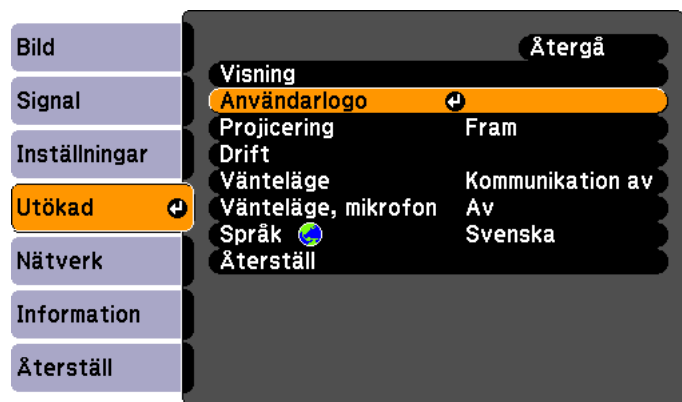 Bild
Signal
Inställningar
Utökad
Nätverk
Information
Återställ
Återgå
Visning
Användarlogo
Projicering Fram
Drift
Vänteläge Kommunikation av
Vänteläge, mikrofon Av
Språk Svenska
Återställ